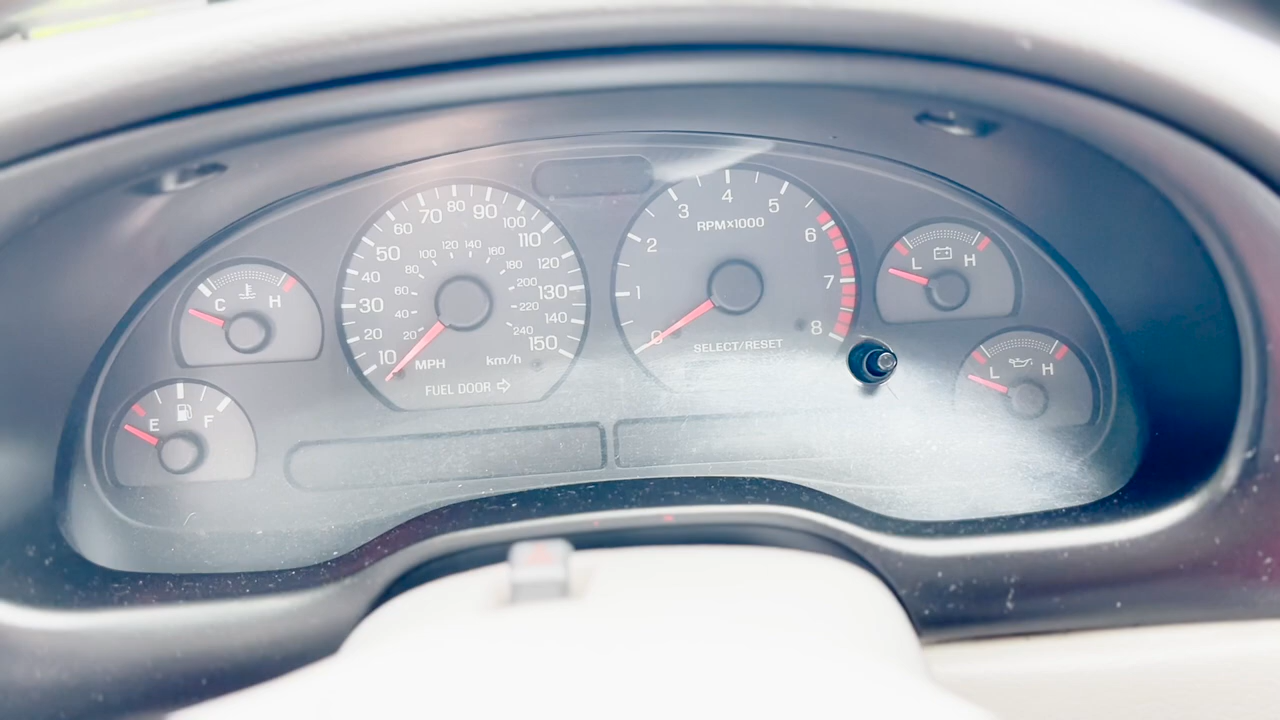 C H
E F
10 20 30 40 50 60 70 80 90 100 110 120 130 140 150
20 40 60 80 100 120 140 160 180 200 220 240
MPH km/h
FUEL DOOR
0 1 2 3 4 5 6 7 8
RPMx1000
SELECT/RESET
L H
L H